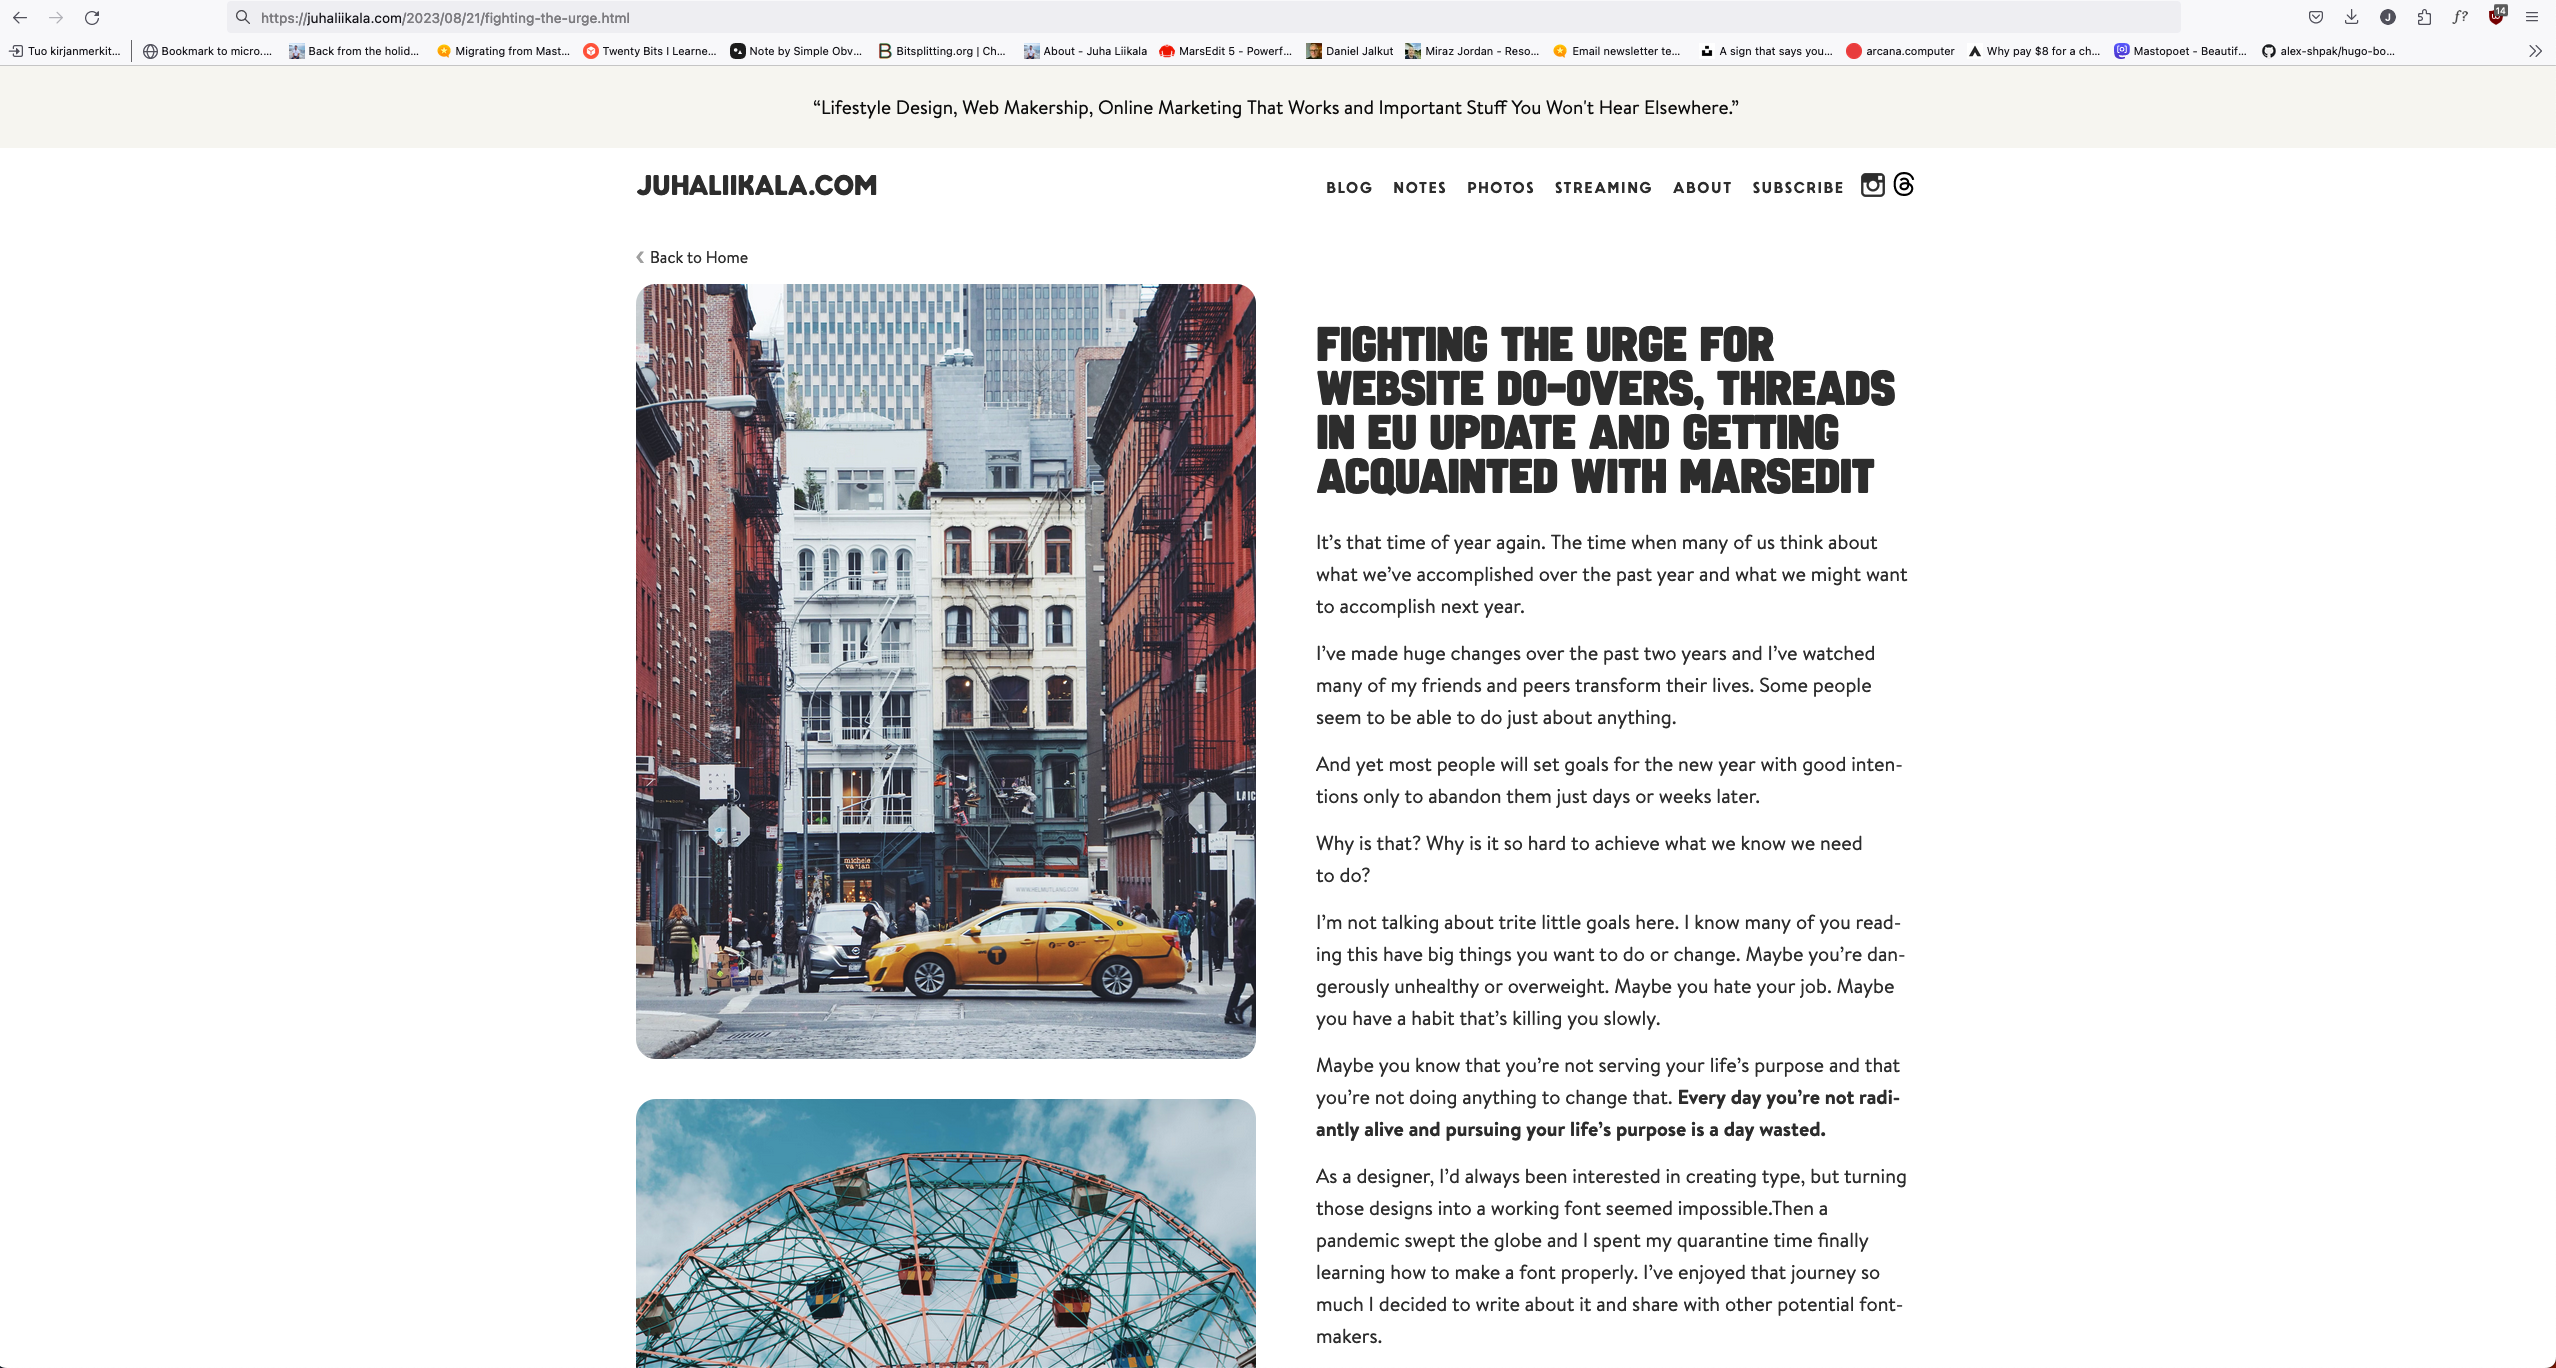 https://juhaliikala.com/2023/08/21/fighting-the-urge.html
14
Tuo kirjanmerkit...
Bookmark to micro....
Back from the holid...
Migrating from Mast...
Twenty Bits I Learne...
Note by Simple Obv...
Bitsplitting.org | Ch...
About - Juha Liikala
MarsEdit 5 - Powerf...
Daniel Jalkut
Miraz Jordan - Reso...
Email newsletter te...
A sign that says you...
arcana.computer
Why pay $8 for a ch...
Mastopoet - Beautif...
alex-shpak/hugo-bo...
“Lifestyle Design, Web Makership, Online Marketing That Works and Important Stuff You Won't Hear Elsewhere.”
JUHALIIKALA.COM
BLOG NOTES PHOTOS STREAMING ABOUT SUBSCRIBE
Back to Home
michele
WWW.HELMUTLANG.COM
T
FIGHTING THE URGE FOR
WEBSITE DO-OVERS, THREADS
IN EU UPDATE AND GETTING
ACQUAINTED WITH MARSEDIT
It’s that time of year again. The time when many of us think about
what we’ve accomplished over the past year and what we might want
to accomplish next year.
I’ve made huge changes over the past two years and I’ve watched
many of my friends and peers transform their lives. Some people
seem to be able to do just about anything.
And yet most people will set goals for the new year with good inten-
tions only to abandon them just days or weeks later.
Why is that? Why is it so hard to achieve what we know we need
to do?
I’m not talking about trite little goals here. I know many of you read-
ing this have big things you want to do or change. Maybe you’re dan-
gerously unhealthy or overweight. Maybe you hate your job. Maybe
you have a habit that’s killing you slowly.
Maybe you know that you’re not serving your life’s purpose and that
you’re not doing anything to change that. Every day you’re not radi-
antly alive and pursuing your life’s purpose is a day wasted.
As a designer, I’d always been interested in creating type, but turning
those designs into a working font seemed impossible.Then a
pandemic swept the globe and I spent my quarantine time finally
learning how to make a font properly. I’ve enjoyed that journey so
much I decided to write about it and share with other potential font-
makers.